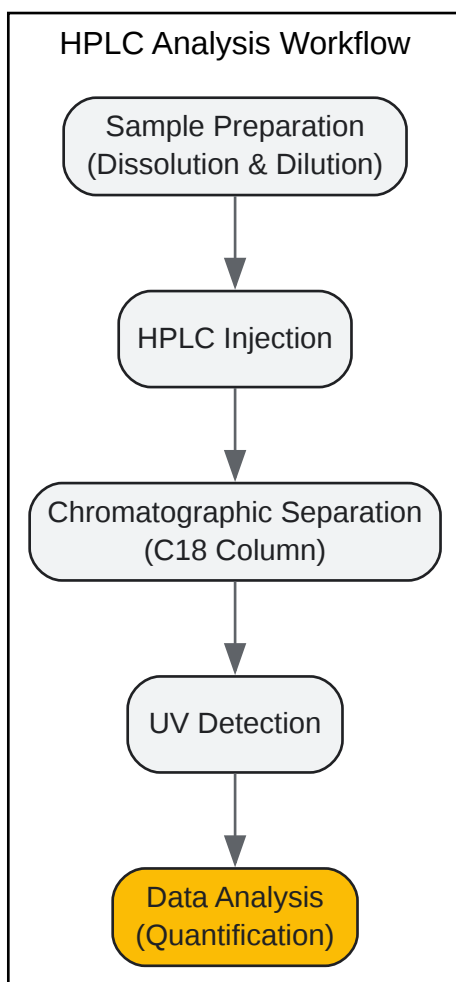 HPLC Analysis Workflow
Sample Preparation
(Dissolution & Dilution)
HPLC Injection
Chromatographic Separation
(C18 Column)
UV Detection
Data Analysis
(Quantification)